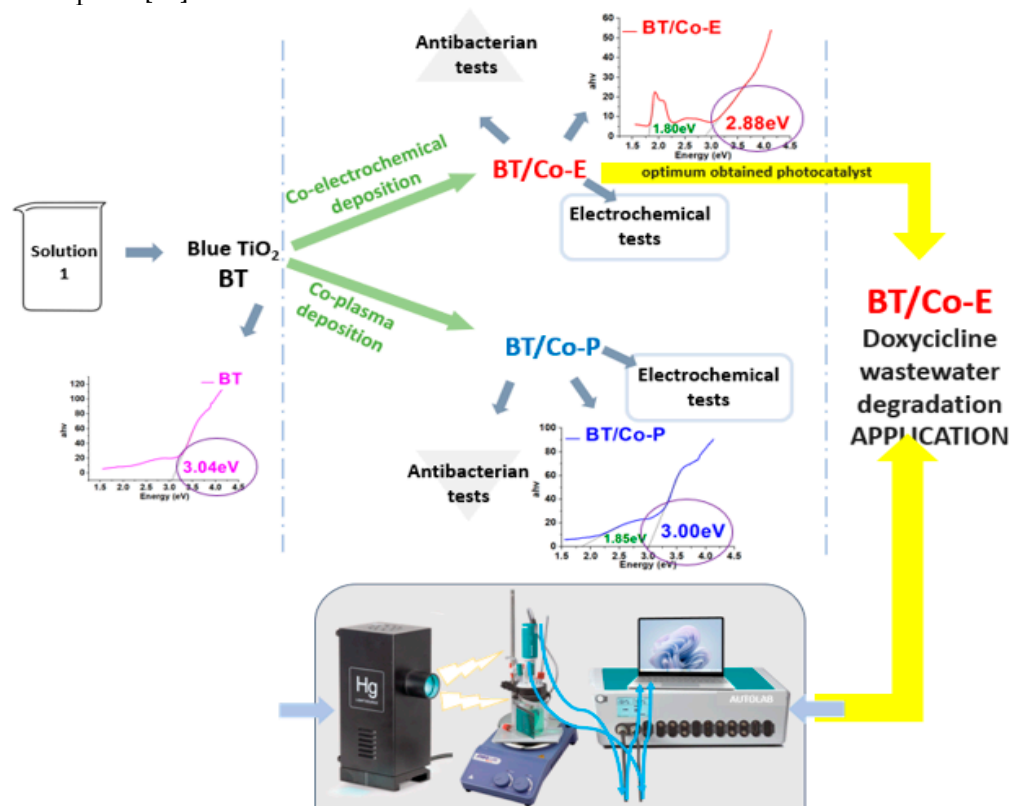 Antibacterian
tests
BT/Co-E
60
50
40
30
20
10
0
ahv
1.80eV
2.88eV
1.5 2.0 2.5 3.0 3.5 4.0 4.5
Energy (eV)
Co-electrochemical
deposition
BT/Co-E
optimum obtained photocatalyst
Electrochemical
tests
Solution
1
Blue TiO₂
BT
Co-plasma
deposition
BT/Co-P
Electrochemical
tests
BT/Co-E
Doxycicline
wastewater
degradation
APPLICATION
BT
120
100
80
60
40
20
0
ahv
3.04eV
1.5 2.0 2.5 3.0 3.5 4.0 4.5
Energy (eV)
Antibacterian
tests
BT/Co-P
100
80
60
40
20
0
ahv
1.85eV
3.00eV
1.5 2.0 2.5 3.0 3.5 4.0 4.5
Energy (eV)
Hg
AUTOLAB